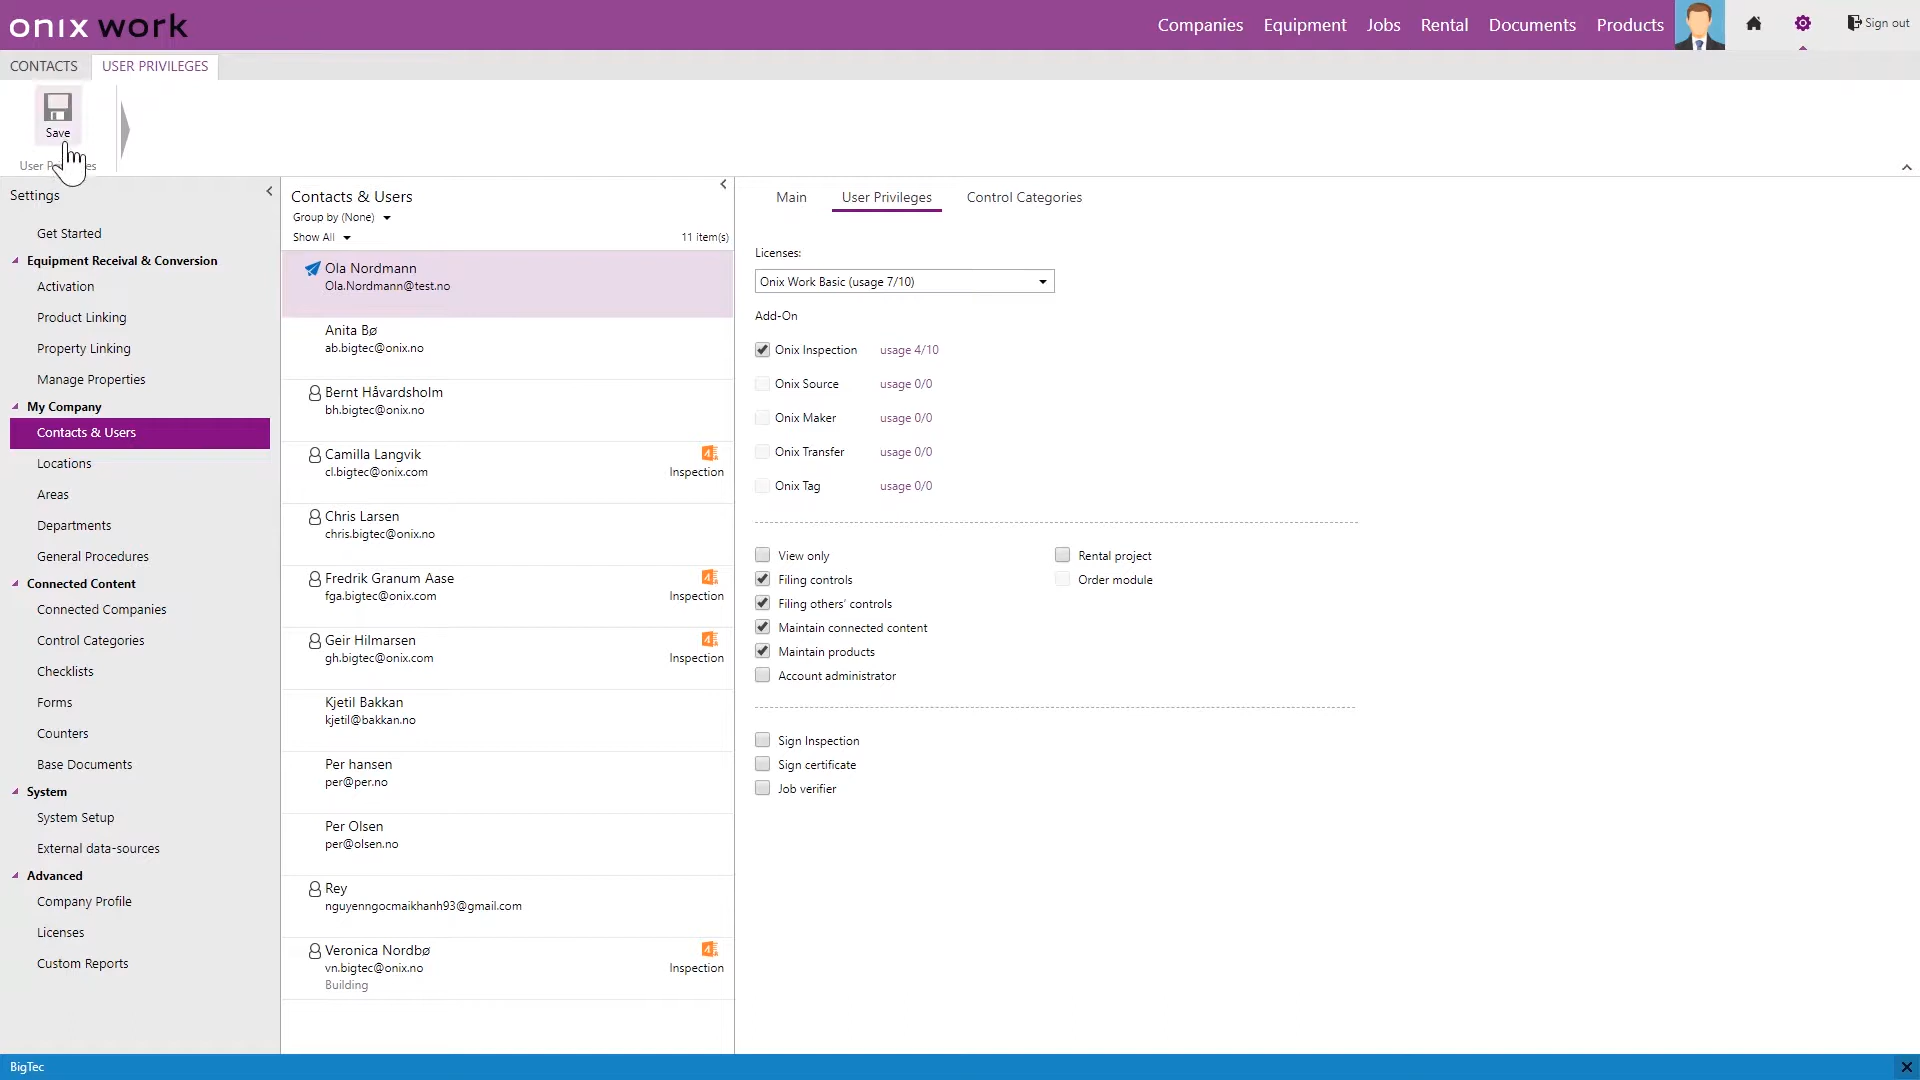 onix work
Companies
Equipment
Jobs
Rental
Documents
Products
Sign out
CONTACTS
USER PRIVILEGES
Save
Settings
Get Started
Equipment Receival & Conversion
Activation
Product Linking
Property Linking
Manage Properties
My Company
Contacts & Users
Locations
Areas
Departments
General Procedures
Connected Content
Connected Companies
Control Categories
Checklists
Forms
Counters
Base Documents
System
System Setup
External data-sources
Advanced
Company Profile
Licenses
Custom Reports
Contacts & Users
Group by (None)
Show All
11 item(s)
Ola Nordmann
Ola.Nordmann@test.no
Anita Bø
ab.bigtec@onix.no
Bernt Håvardsholm
bh.bigtec@onix.no
Camilla Langvik
cl.bigtec@onix.com
Inspection
Chris Larsen
chris.bigtec@onix.no
Fredrik Granum Aase
fga.bigtec@onix.com
Inspection
Geir Hilmarsen
gh.bigtec@onix.com
Inspection
Kjetil Bakkan
kjetil@bakkan.no
Per hansen
per@per.no
Per Olsen
per@olsen.no
Rey
nguyenngocmaikhanh93@gmail.com
Veronica Nordbø
vn.bigtec@onix.no
Inspection
Building
Main
User Privileges
Control Categories
Licenses:
Onix Work Basic (usage 7/10)
Add-On
Onix Inspection usage 4/10
Onix Source usage 0/0
Onix Maker usage 0/0
Onix Transfer usage 0/0
Onix Tag usage 0/0
View only
Filing controls
Filing others' controls
Maintain connected content
Maintain products
Account administrator
Rental project
Order module
Sign Inspection
Sign certificate
Job verifier
BigTec